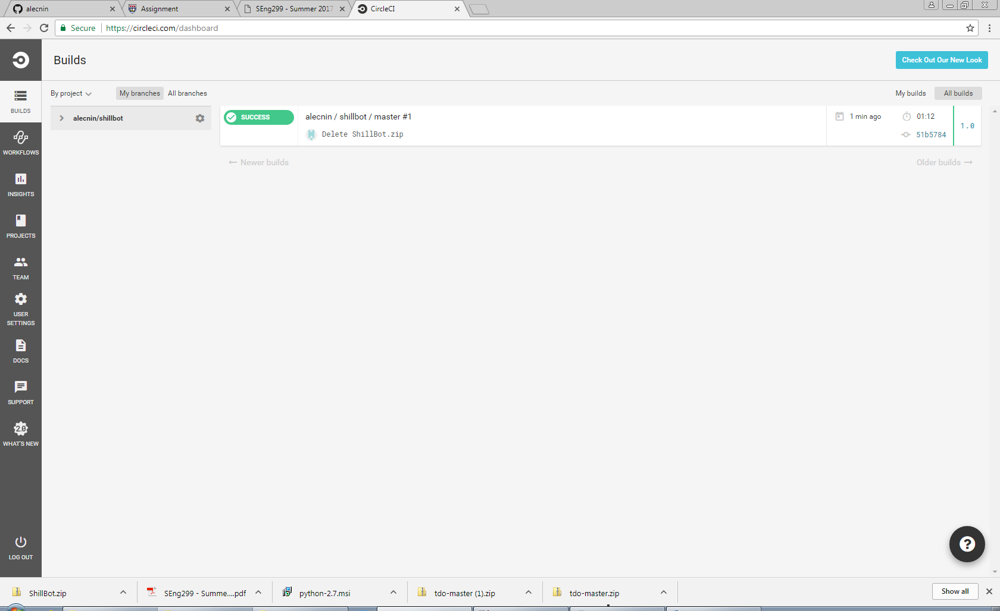 alecnin
Assignment
SEng299 - Summer 2017
CircleCI
Secure
https://circleci.com/dashboard
Builds
Check Out Our New Look
By project
My branches
All branches
My builds
All builds
BUILDS
WORKFLOWS
INSIGHTS
PROJECTS
TEAM
USER
SETTINGS
DOCS
SUPPORT
2.0
WHAT'S NEW
LOG OUT
alecnin/shillbot
SUCCESS
alecnin / shillbot / master #1
Delete ShillBot.zip
1 min ago
01:12
51b5784
1.0
← Newer builds
Older builds →
?
ShillBot.zip
SEng299 - Summe....pdf
python-2.7.msi
tdo-master (1).zip
tdo-master.zip
Show all